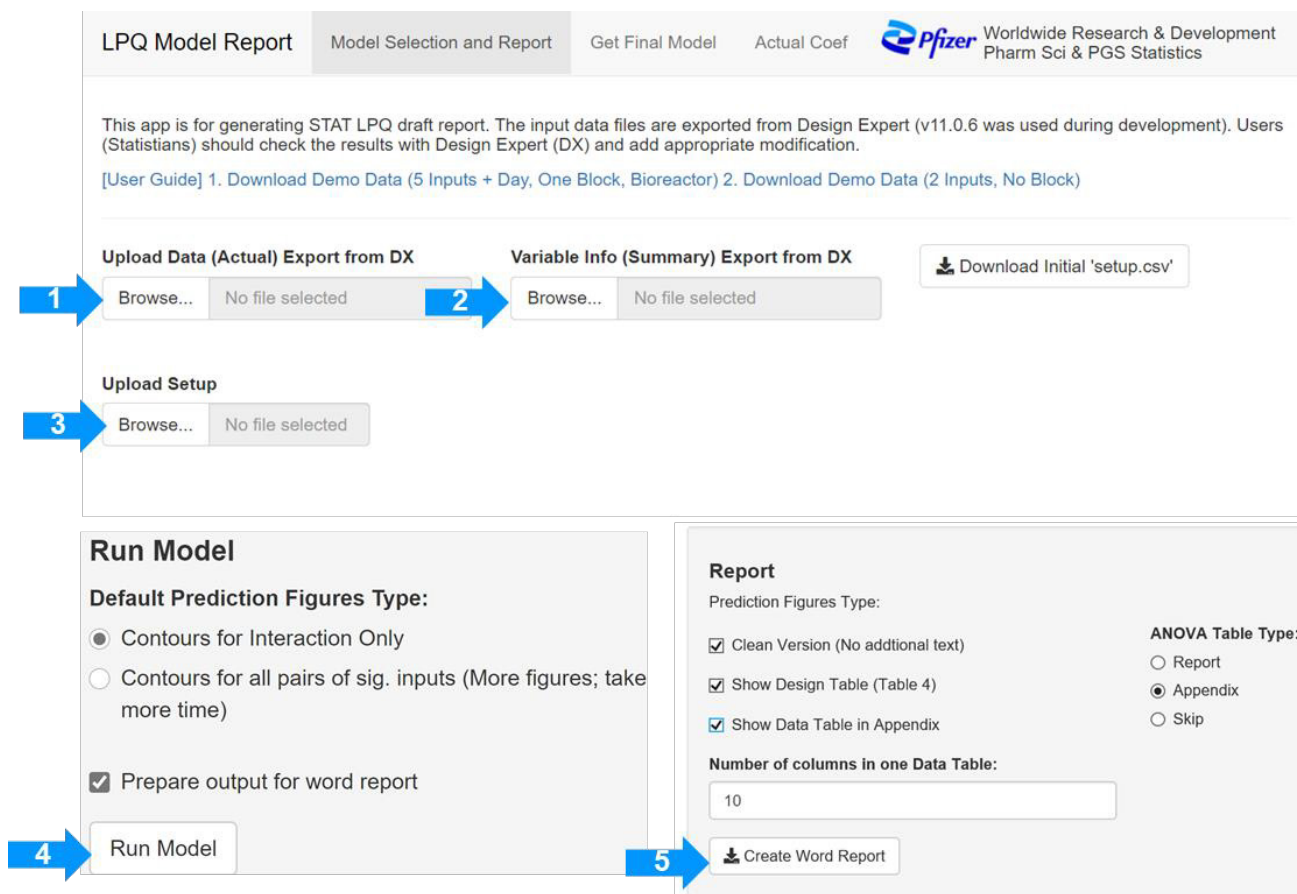 LPQ Model Report Model Selection and Report Get Final Model Actual Coef Pfizer Worldwide Research & Development
Pharm Sci & PGS Statistics
This app is for generating STAT LPQ draft report. The input data files are exported from Design Expert (v11.0.6 was used during development). Users
(Statistians) should check the results with Design Expert (DX) and add appropriate modification.
[User Guide] 1. Download Demo Data (5 Inputs + Day, One Block, Bioreactor) 2. Download Demo Data (2 Inputs, No Block)
Upload Data (Actual) Export from DX Variable Info (Summary) Export from DX
Download Initial 'setup.csv'
1 Browse... No file selected 2 Browse... No file selected
Upload Setup
3 Browse... No file selected
Run Model
Default Prediction Figures Type:
Contours for Interaction Only
Contours for all pairs of sig. inputs (More figures; take
more time)
Prepare output for word report
4 Run Model
Report
Prediction Figures Type:
Clean Version (No addtional text)
Show Design Table (Table 4)
Show Data Table in Appendix
ANOVA Table Type:
Report
Appendix
Skip
Number of columns in one Data Table:
10
5 Create Word Report